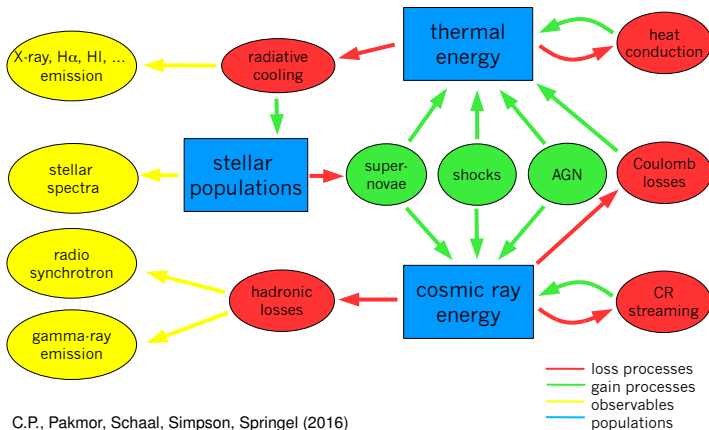 X-ray, Hα, HI, ...
emission
radiative
cooling
thermal
energy
heat
conduction
stellar
spectra
stellar
populations
super-
novae
shocks
AGN
Coulomb
losses
radio
synchrotron
gamma-ray
emission
hadronic
losses
cosmic ray
energy
CR
streaming
loss processes
gain processes
observables
populations
C.P., Pakmor, Schaal, Simpson, Springel (2016)